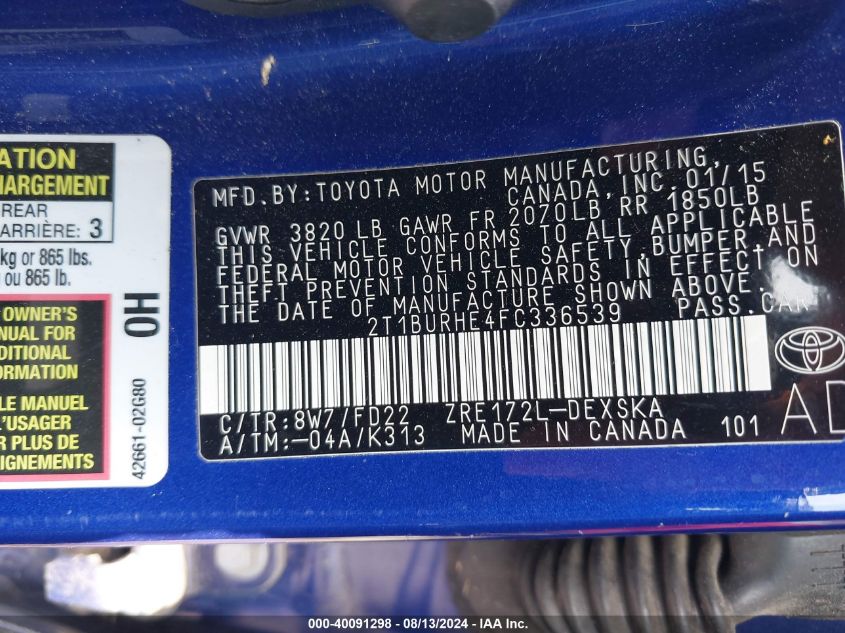 ATION
HARGEMENT
REAR
ARRIÈRE: 3
kg or 865 lbs.
ou 865 lb.
OWNER'S
ANUAL FOR
DITIONAL
FORMATION
LE MANUEL
L'USAGER
R PLUS DE
IGNEMENTS
OH
42661-02G80
MFD.BY:TOYOTA MOTOR MANUFACTURING,
CANADA,INC.01/15
GVWR 3820 LB GAWR FR 2070LB,RR 1850LB
THIS VEHICLE CONFORMS TO ALL APPLICABLE
FEDERAL MOTOR VEHICLE SAFETY,BUMPER,AND
THEFT PREVENTION STANDARDS IN EFFECT ON
THE DATE OF MANUFACTURE SHOWN ABOVE.
2T1BURHE4FC336539 PASS.CAR
C/TR:8W7/FD22 ZRE172L-DEXSKA
A/TM:-04A/K313 MADE IN CANADA 101
AD
000-40091298 - 08/13/2024 - IAA Inc.